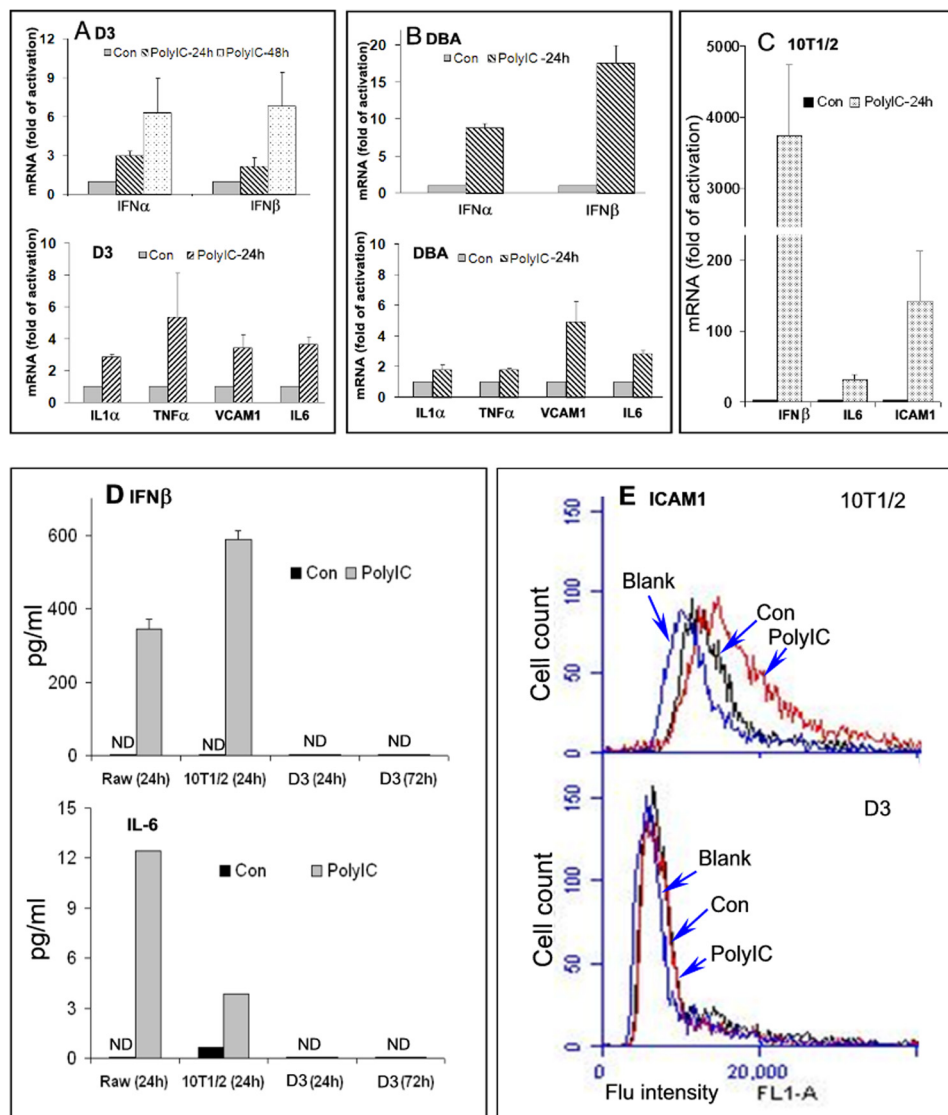 A D3
Con PolyIC-24h PolyIC-48h
mRNA (fold of activation)
12
9
6
3
0
IFNα IFNβ
D3
Con PolyIC-24h
mRNA (fold of activation)
10
8
6
4
2
0
IL1α TNFα VCAM1 IL6
B DBA
Con PolyIC -24h
mRNA (fold of activation)
20
15
10
5
0
IFNα IFNβ
DBA
Con PolyIC-24h
mRNA (fold of activation)
10
8
6
4
2
0
IL1α TNFα VCAM1 IL6
C 10T1/2
Con PolyIC-24h
mRNA (fold of activation)
5000
4000
3000
200
100
0
IFNβ IL6 ICAM1
D IFNβ
Con PolyIC
pg/ml
600
400
200
0
ND ND ND ND
Raw (24h) 10T1/2 (24h) D3 (24h) D3 (72h)
IL-6
Con PolyIC
pg/ml
15
12
9
6
3
0
ND ND ND
Raw (24h) 10T1/2 (24h) D3 (24h) D3 (72h)
E ICAM1 10T1/2
Cell count
150
100
50
0
Blank
Con
PolyIC
D3
Cell count
150
100
50
0
Blank
Con
PolyIC
0 20,000
Flu intensity FL1-A